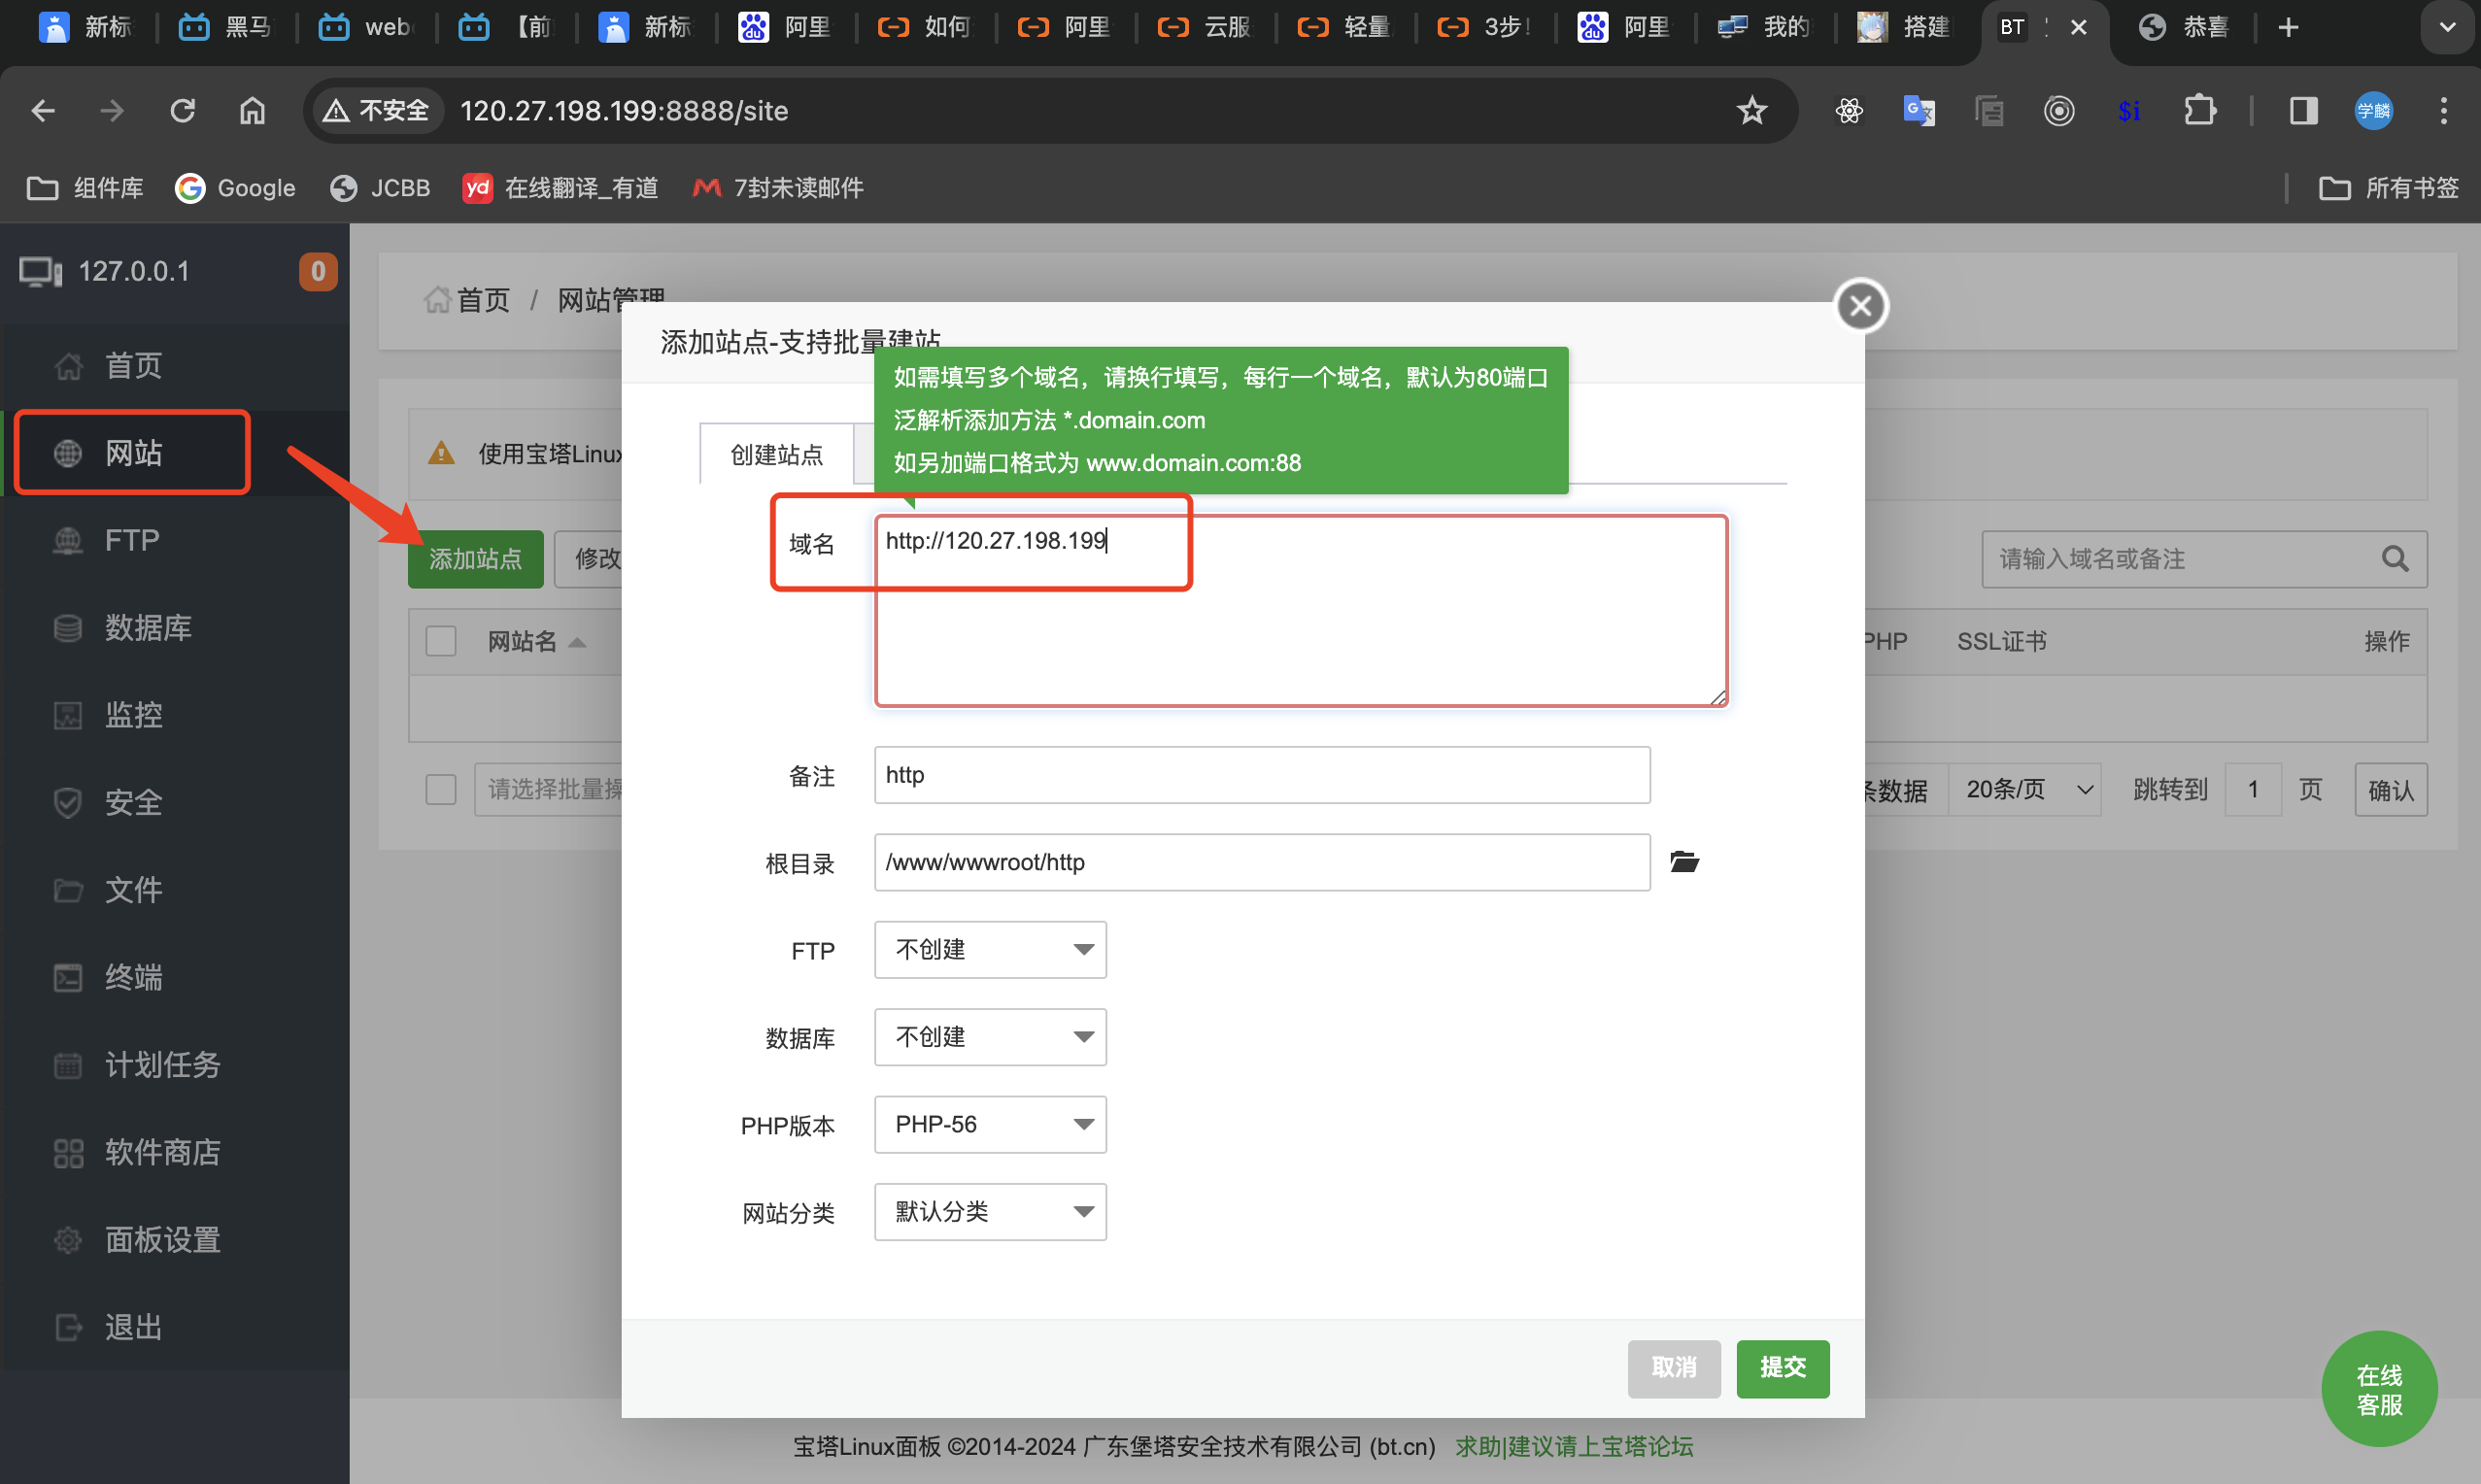 新标
黑马
web
【前
新标
阿里
如何
阿里
云服
轻量
3步!
阿里
我的
搭建
BT
恭喜
不安全
120.27.198.199:8888/site
$i
学麟
组件库
Google
JCBB
yd
在线翻译_有道
7封未读邮件
所有书签
127.0.0.1
0
首页
网站
FTP
数据库
监控
安全
文件
终端
计划任务
软件商店
面板设置
退出
首页 / 网站管理
使用宝塔Linux
添加站点
修改
请输入域名或备注
网站名
PHP
SSL证书
操作
请选择批量操
条数据
20条/页
跳转到
1
页
确认
添加站点-支持批量建站
如需填写多个域名，请换行填写，每行一个域名，默认为80端口
泛解析添加方法 *.domain.com
如另加端口格式为 www.domain.com:88
创建站点
域名
http://120.27.198.199
备注
http
根目录
/www/wwwroot/http
FTP
不创建
数据库
不创建
PHP版本
PHP-56
网站分类
默认分类
取消
提交
在线
客服
宝塔Linux面板 ©2014-2024 广东堡塔安全技术有限公司 (bt.cn)
求助|建议请上宝塔论坛